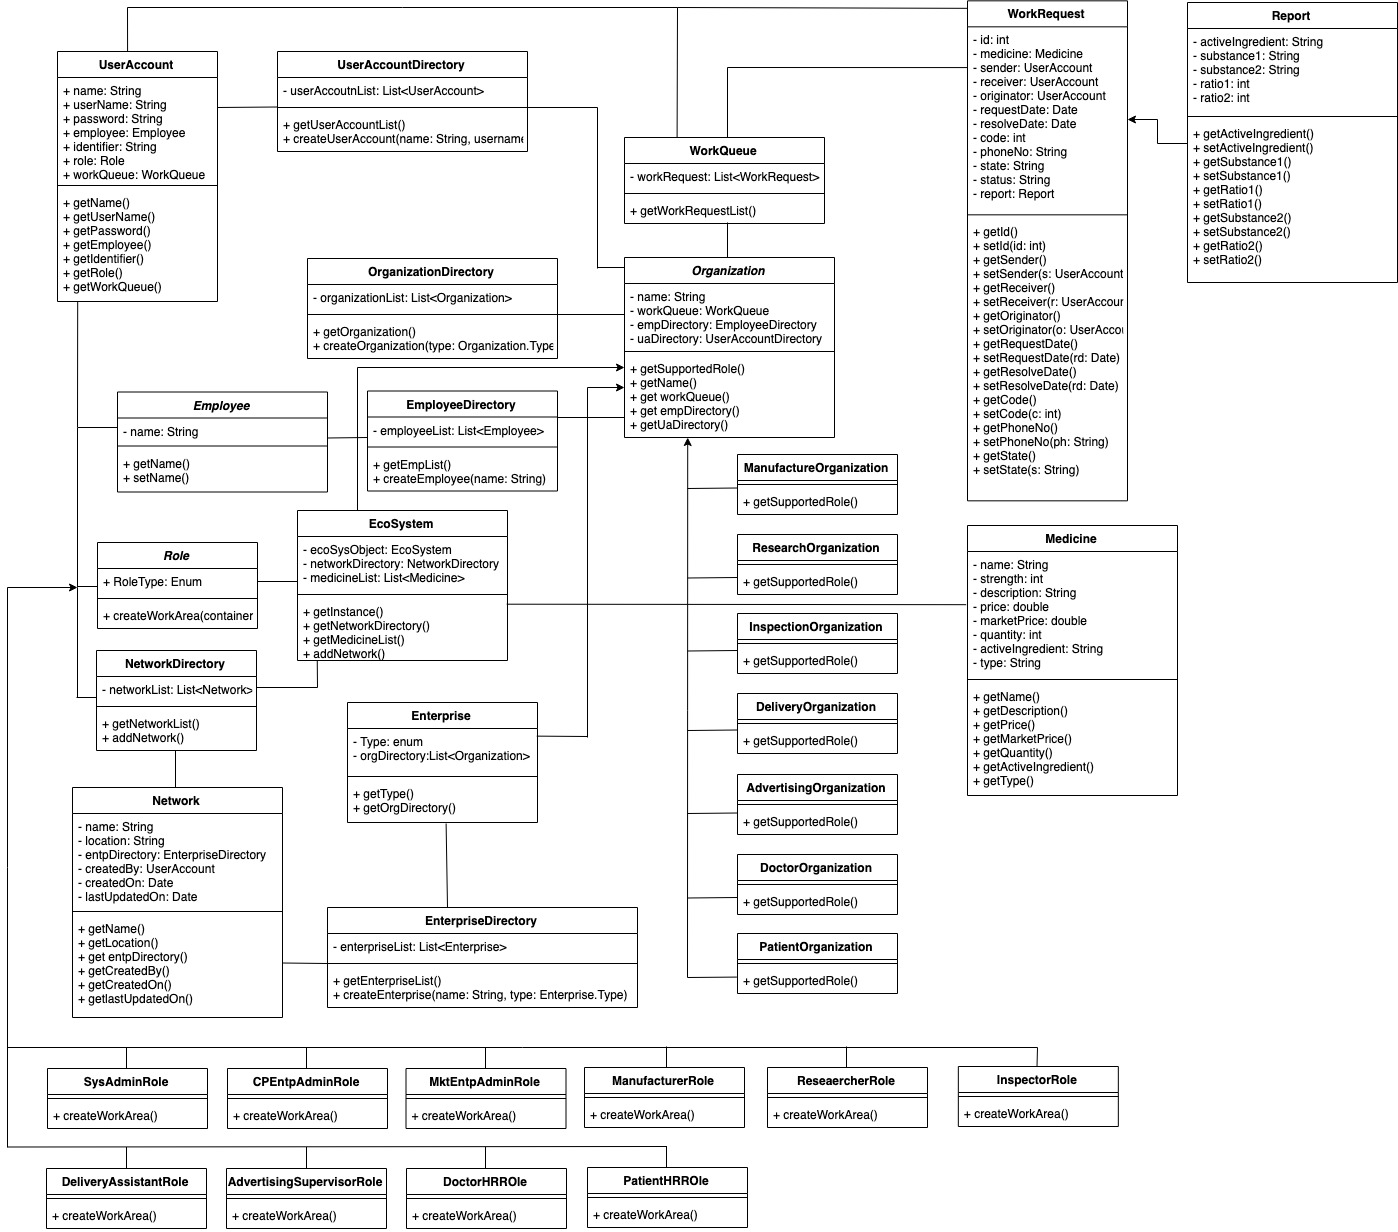 UserAccount
+ name: String
+ userName: String
+ password: String
+ employee: Employee
+ identifier: String
+ role: Role
+ workQueue: WorkQueue
+ getName()
+ getUserName()
+ getPassword()
+ getEmployee()
+ getIdentifier()
+ getRole()
+ getWorkQueue()
UserAccountDirectory
- userAccoutnList: List<UserAccount>
+ getUserAccountList()
+ createUserAccount(name: String, username
WorkQueue
- workRequest: List<WorkRequest>
+ getWorkRequestList()
WorkRequest
- id: int
- medicine: Medicine
- sender: UserAccount
- receiver: UserAccount
- originator: UserAccount
- requestDate: Date
- resolveDate: Date
- code: int
- phoneNo: String
- state: String
- status: String
- report: Report
+ getId()
+ setId(id: int)
+ getSender()
+ setSender(s: UserAccount
+ getReceiver()
+ setReceiver(r: UserAccour
+ getOriginator()
+ setOriginator(o: UserAccou
+ getRequestDate()
+ setRequestDate(rd: Date)
+ getResolveDate()
+ setResolveDate(rd: Date)
+ getCode()
+ setCode(c: int)
+ getPhoneNo()
+ setPhoneNo(ph: String)
+ getState()
+ setState(s: String)
Report
- activeIngredient: String
- substance1: String
- substance2: String
- ratio1: int
- ratio2: int
+ getActiveIngredient()
+ setActiveIngredient()
+ getSubstance1()
+ setSubstance1()
+ getRatio1()
+ setRatio1()
+ getSubstance2()
+ setSubstance2()
+ getRatio2()
+ setRatio2()
OrganizationDirectory
- organizationList: List<Organization>
+ getOrganization()
+ createOrganization(type: Organization.Type
Organization
- name: String
- workQueue: WorkQueue
- empDirectory: EmployeeDirectory
- uaDirectory: UserAccountDirectory
+ getSupportedRole()
+ getName()
+ get workQueue()
+ get empDirectory()
+ getUaDirectory()
Employee
- name: String
+ getName()
+ setName()
EmployeeDirectory
- employeeList: List<Employee>
+ getEmpList()
+ createEmployee(name: String)
ManufactureOrganization
+ getSupportedRole()
ResearchOrganization
+ getSupportedRole()
InspectionOrganization
+ getSupportedRole()
DeliveryOrganization
+ getSupportedRole()
AdvertisingOrganization
+ getSupportedRole()
DoctorOrganization
+ getSupportedRole()
PatientOrganization
+ getSupportedRole()
EcoSystem
- ecoSysObject: EcoSystem
- networkDirectory: NetworkDirectory
- medicineList: List<Medicine>
+ getInstance()
+ getNetworkDirectory()
+ getMedicineList()
+ addNetwork()
Role
+ RoleType: Enum
+ createWorkArea(container
Medicine
- name: String
- strength: int
- description: String
- price: double
- marketPrice: double
- quantity: int
- activeIngredient: String
- type: String
+ getName()
+ getDescription()
+ getPrice()
+ getMarketPrice()
+ getQuantity()
+ getActiveIngredient()
+ getType()
NetworkDirectory
- networkList: List<Network>
+ getNetworkList()
+ addNetwork()
Enterprise
- Type: enum
- orgDirectory:List<Organization>
+ getType()
+ getOrgDirectory()
Network
- name: String
- location: String
- entpDirectory: EnterpriseDirectory
- createdBy: UserAccount
- createdOn: Date
- lastUpdatedOn: Date
+ getName()
+ getLocation()
+ get entpDirectory()
+ getCreatedBy()
+ getCreatedOn()
+ getlastUpdatedOn()
EnterpriseDirectory
- enterpriseList: List<Enterprise>
+ getEnterpriseList()
+ createEnterprise(name: String, type: Enterprise.Type)
SysAdminRole
+ createWorkArea()
CPEntpAdminRole
+ createWorkArea()
MktEntpAdminRole
+ createWorkArea()
ManufacturerRole
+ createWorkArea()
ReseaercherRole
+ createWorkArea()
InspectorRole
+ createWorkArea()
DeliveryAssistantRole
+ createWorkArea()
AdvertisingSupervisorRole
+ createWorkArea()
DoctorHRROle
+ createWorkArea()
PatientHRROle
+ createWorkArea()